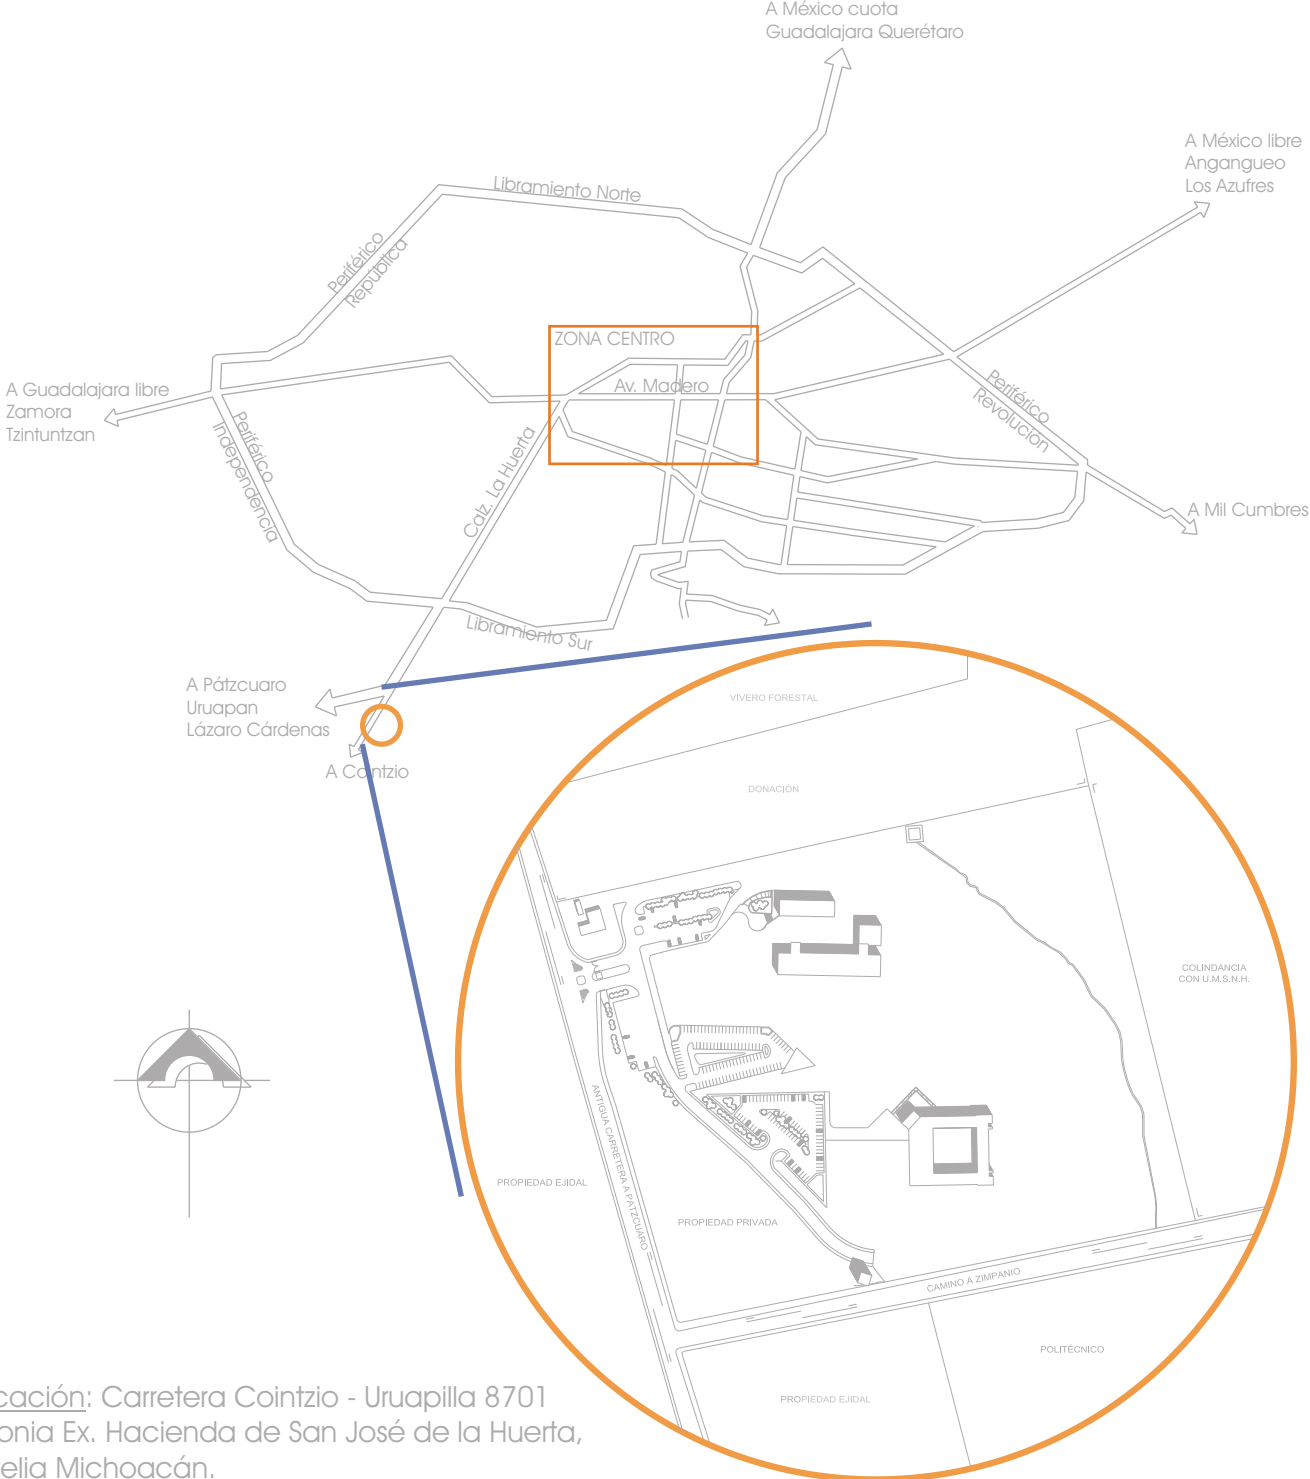 A México cuota
Guadalajara Querétaro
A México libre
Angangueo
Los Azufres
Libramiento Norte
Periférico
República
ZONA CENTRO
Av. Madero
A Guadalajara libre
Zamora
Tzintuntzan
Periférico
Independencia
Periférico
Revolución
Calz. La Huerta
A Mil Cumbres
Libramiento Sur
A Pátzcuaro
Uruapan
Lázaro Cárdenas
A Cointzio
VIVERO FORESTAL
DONACIÓN
COLINDANCIA
CON U.M.S.N.H.
ANTIGUA CARRETERA A PATZCUARO
PROPIEDAD EJIDAL
PROPIEDAD PRIVADA
CAMINO A ZIMPANIO
POLITÉCNICO
PROPIEDAD EJIDAL
cación: Carretera Cointzio - Uruapilla 8701
onia Ex. Hacienda de San José de la Huerta,
elia Michoacán.